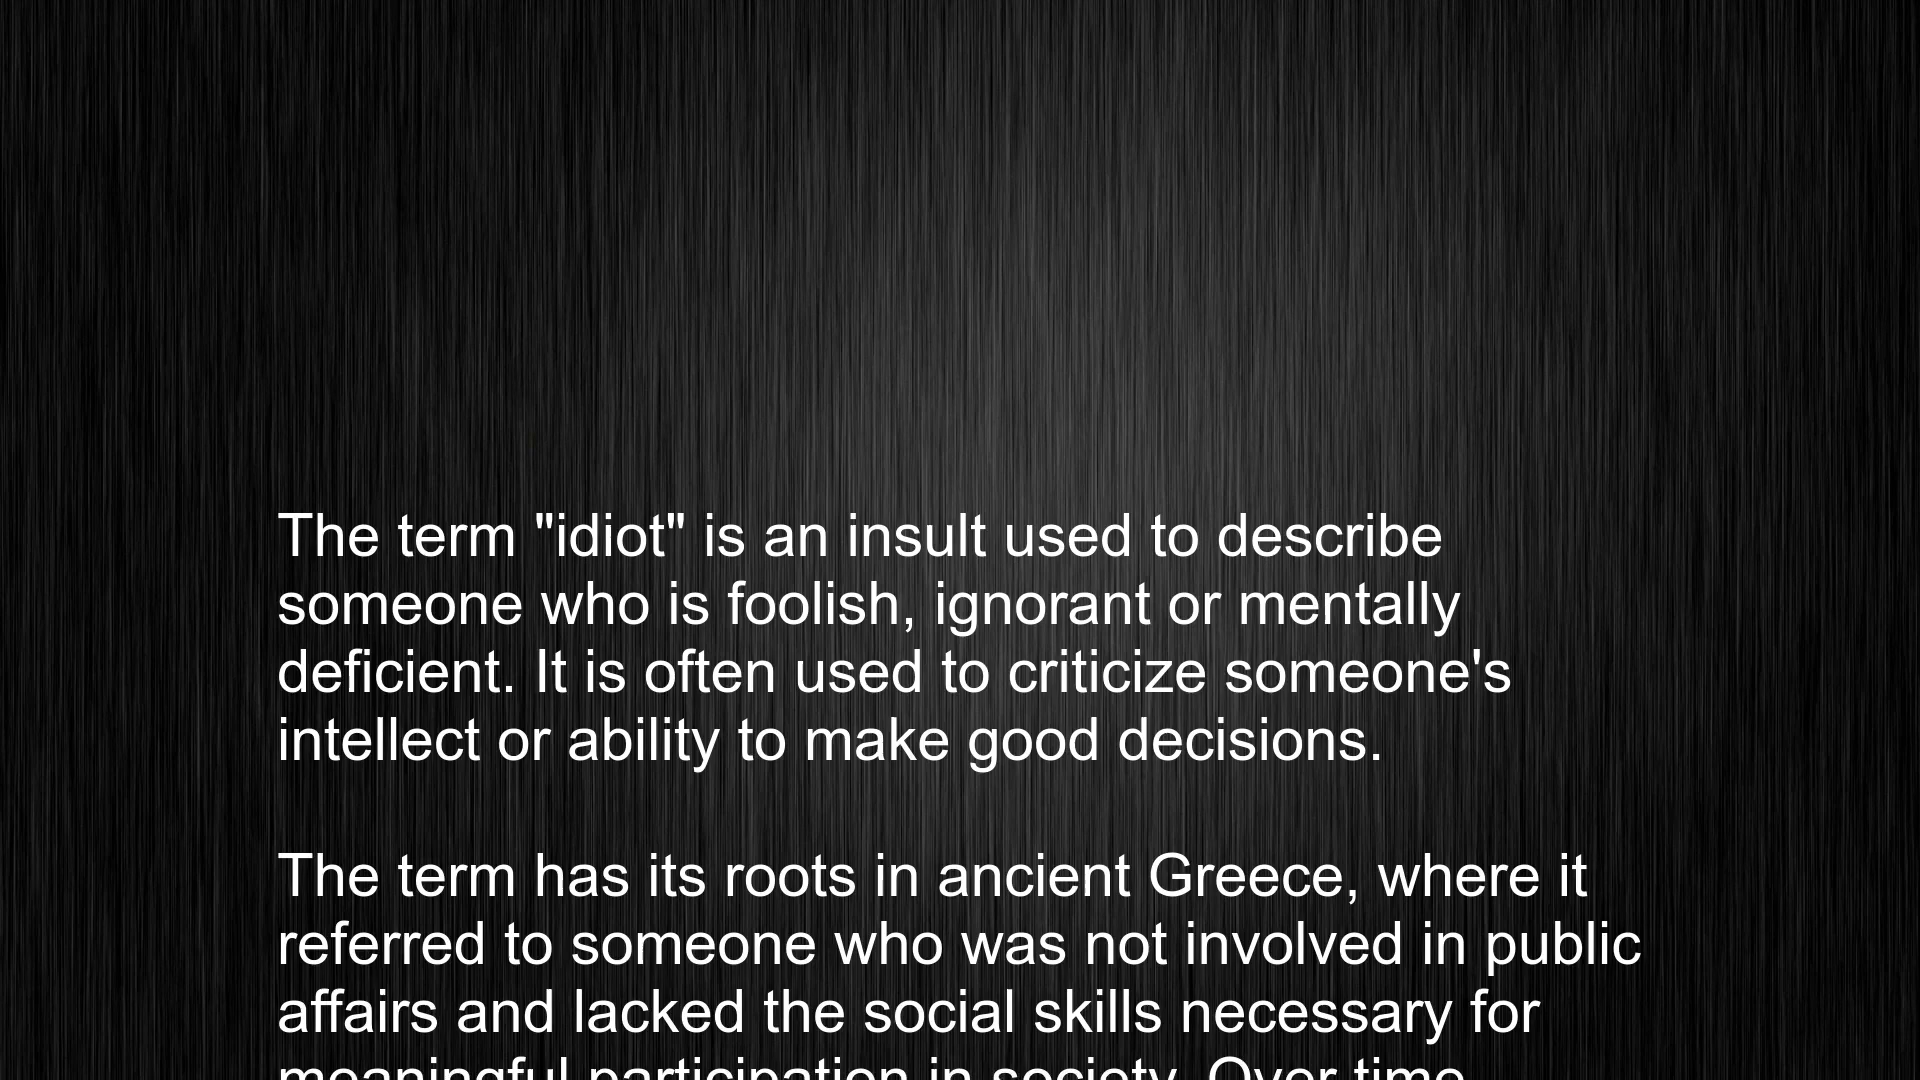 The term "idiot" is an insult used to describe
someone who is foolish, ignorant or mentally
deficient. It is often used to criticize someone's
intellect or ability to make good decisions.
The term has its roots in ancient Greece, where it
referred to someone who was not involved in public
affairs and lacked the social skills necessary for
meaningful participation in society. Over time